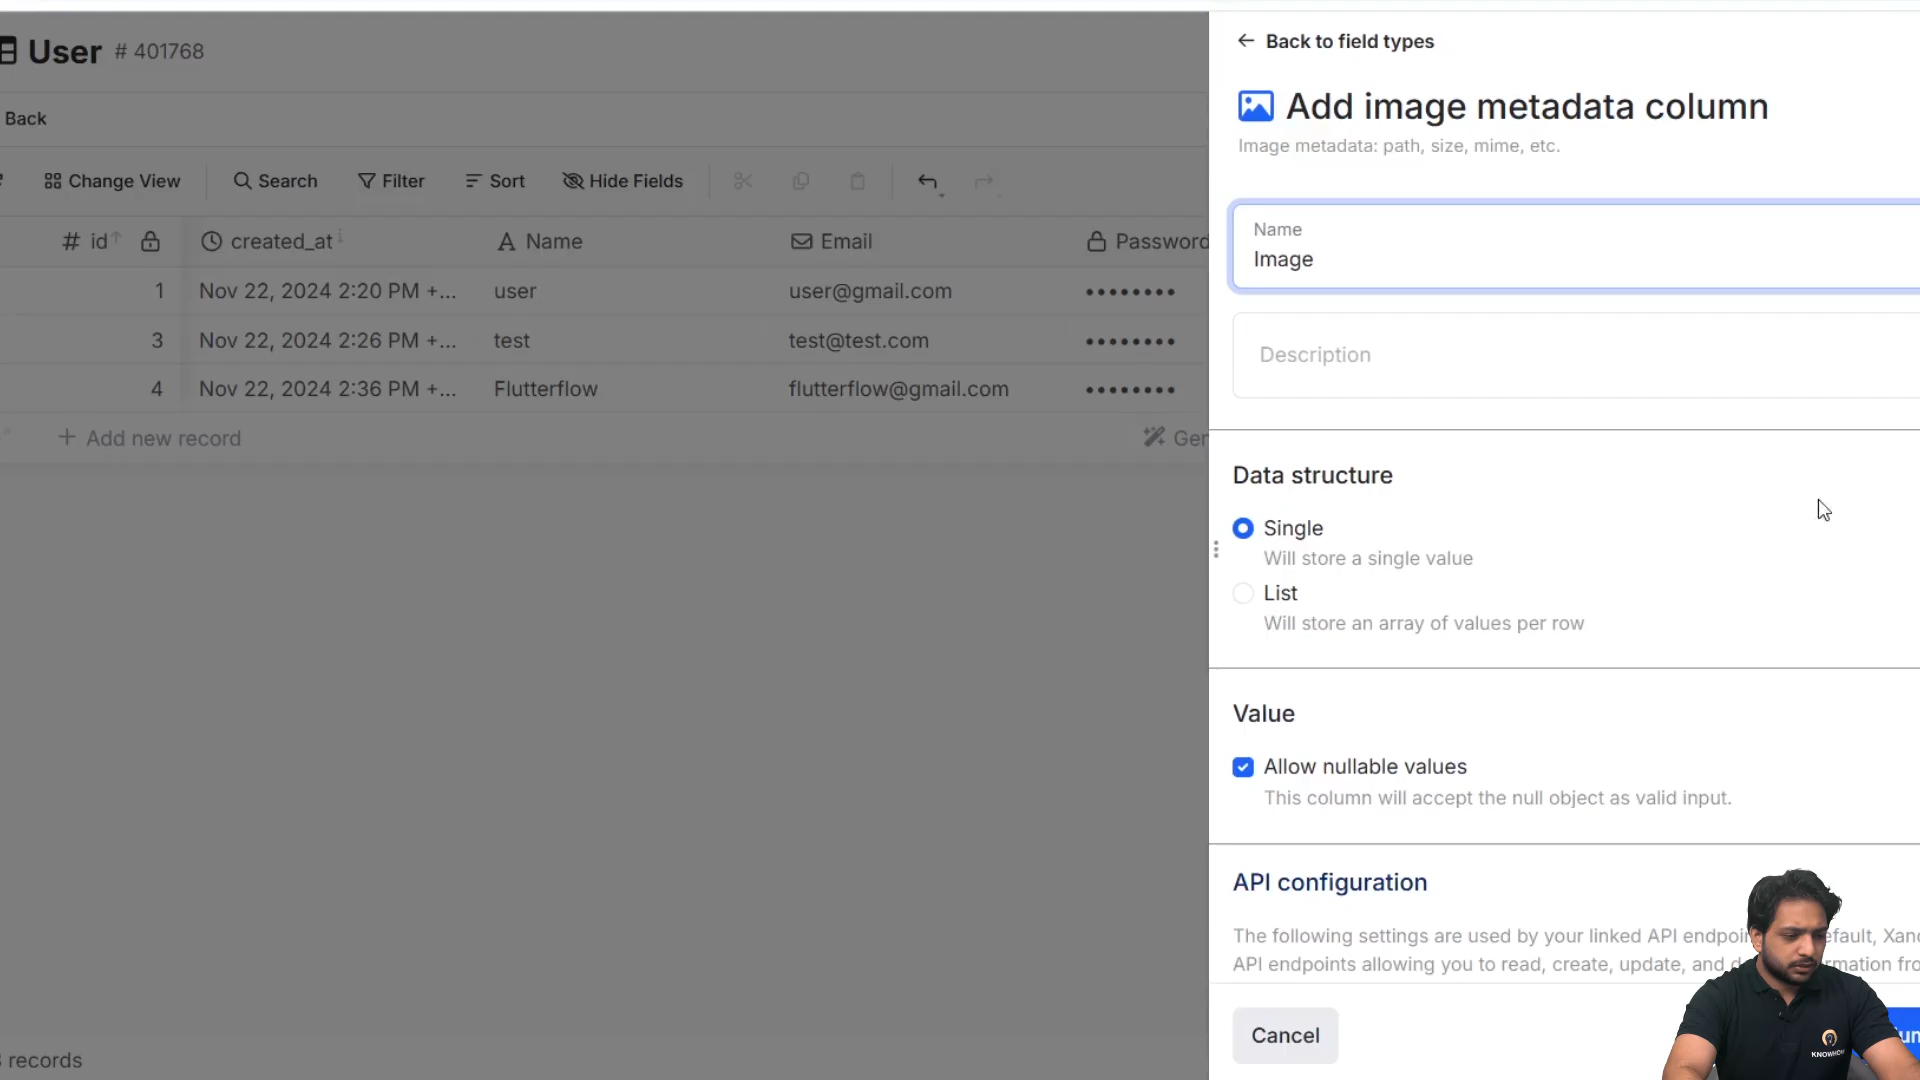 User # 401768
Back
Change View Search Filter Sort Hide Fields
# id created_at Name Email Password
1 Nov 22, 2024 2:20 PM +... user user@gmail.com ••••••••
3 Nov 22, 2024 2:26 PM +... test test@test.com ••••••••
4 Nov 22, 2024 2:36 PM +... Flutterflow flutterflow@gmail.com ••••••••
+ Add new record
records
Back to field types
Add image metadata column
Image metadata: path, size, mime, etc.
Name
Image
Description
Data structure
Single
Will store a single value
List
Will store an array of values per row
Value
Allow nullable values
This column will accept the null object as valid input.
API configuration
The following settings are used by your linked API
API endpoints allowing you to read, create, update, and
Cancel